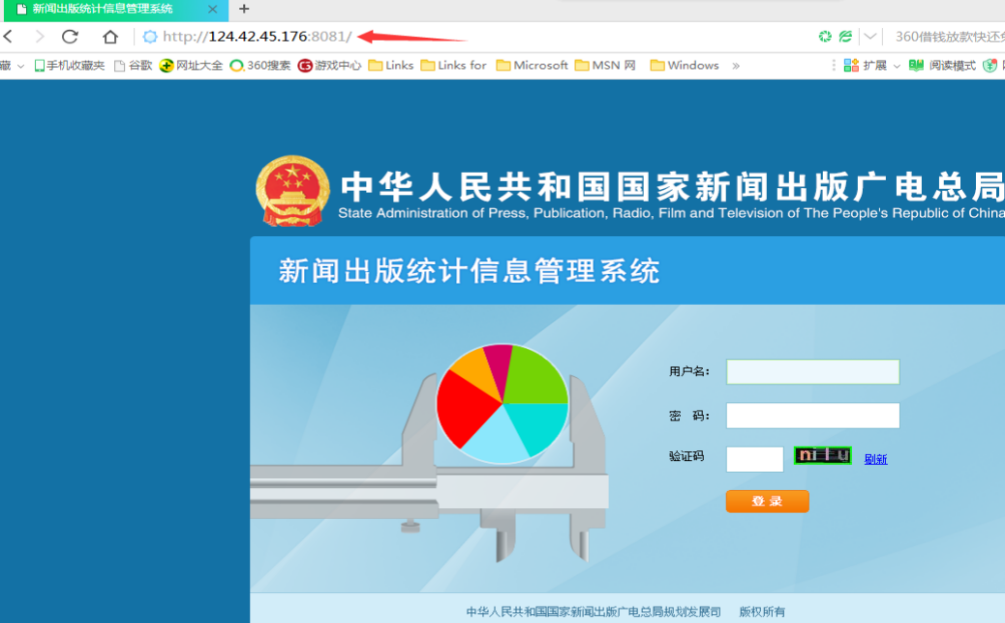 新闻出版统计信息管理系统
http://124.42.45.176:8081/
360借钱放款快还
藏 手机收藏夹 谷歌 网址大全 360搜索 游戏中心 Links Links for Microsoft MSN 网 Windows » 扩展 阅读模式
中华人民共和国国家新闻出版广电总局
State Administration of Press, Publication, Radio, Film and Television of The People's Republic of China
新闻出版统计信息管理系统
用户名:
密 码:
验证码 刷新
登 录
中华人民共和国国家新闻出版广电总局规划发展司 版权所有